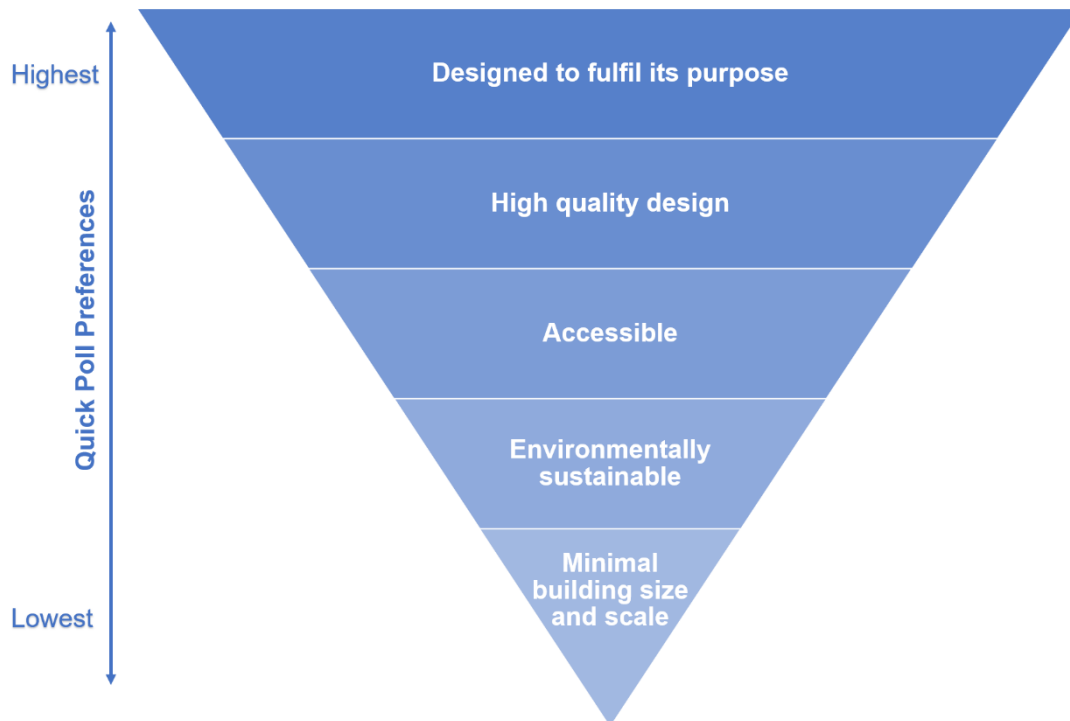 Highest
Designed to fulfil its purpose
High quality design
Quick Poll Preferences
Accessible
Environmentally
sustainable
Minimal
building size
and scale
Lowest